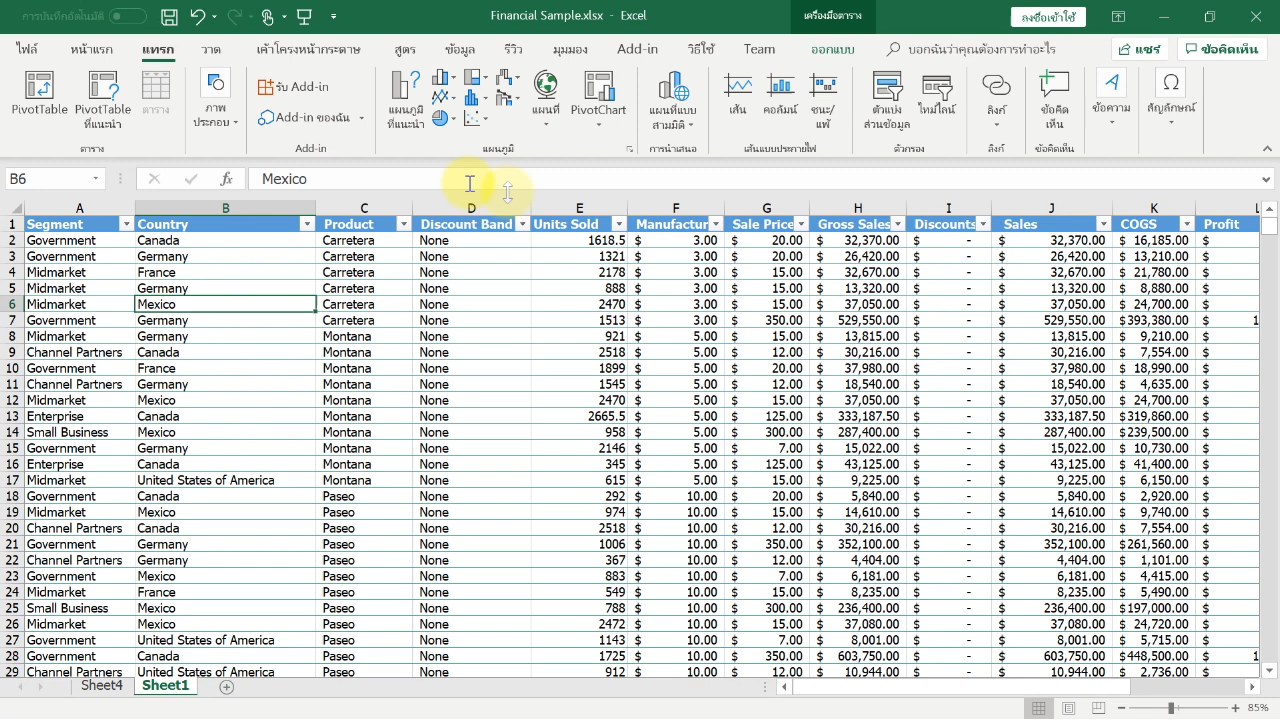 การบันทึกอัตโนมัติ Financial Sample.xlsx - Excel เครื่องมือตาราง ลงชื่อเข้าใช้
ไฟล์ หน้าแรก แทรก วาด เค้าโครงหน้ากระดาษ สูตร ข้อมูล รีวิว มุมมอง Add-in วิธีใช้ Team ออกแบบ บอกฉันว่าคุณต้องการทำอะไร แชร์ ข้อคิดเห็น
PivotTable PivotTable ที่แนะนำ ตาราง ภาพประกอบ รับ Add-in Add-in ของฉัน แผนภูมิที่แนะนำ แผนที่ PivotChart แผนที่แบบสามมิติ เส้น คอลัมน์ ชนะ/แพ้ ตัวแบ่งส่วนข้อมูล ไทม์ไลน์ ลิงก์ ข้อคิดเห็น ข้อความ สัญลักษณ์
ตาราง Add-in แผนภูมิ การนำเสนอ เส้นแบบประกายไฟ ตัวกรอง ลิงก์ ข้อคิดเห็น
B6 fx Mexico
A B C D E F G H I J K L
1 Segment Country Product Discount Band Units Sold Manufactur Sale Price Gross Sales Discounts Sales COGS Profit
2 Government Canada Carretera None 1618.5 $ 3.00 $ 20.00 $ 32,370.00 $ - $ 32,370.00 $ 16,185.00 $
3 Government Germany Carretera None 1321 $ 3.00 $ 20.00 $ 26,420.00 $ - $ 26,420.00 $ 13,210.00 $
4 Midmarket France Carretera None 2178 $ 3.00 $ 15.00 $ 32,670.00 $ - $ 32,670.00 $ 21,780.00 $
5 Midmarket Germany Carretera None 888 $ 3.00 $ 15.00 $ 13,320.00 $ - $ 13,320.00 $ 8,880.00 $
6 Midmarket Mexico Carretera None 2470 $ 3.00 $ 15.00 $ 37,050.00 $ - $ 37,050.00 $ 24,700.00 $
7 Government Germany Carretera None 1513 $ 3.00 $ 350.00 $ 529,550.00 $ - $ 529,550.00 $393,380.00 $ 1
8 Midmarket Germany Montana None 921 $ 5.00 $ 15.00 $ 13,815.00 $ - $ 13,815.00 $ 9,210.00 $
9 Channel Partners Canada Montana None 2518 $ 5.00 $ 12.00 $ 30,216.00 $ - $ 30,216.00 $ 7,554.00 $
10 Government France Montana None 1899 $ 5.00 $ 20.00 $ 37,980.00 $ - $ 37,980.00 $ 18,990.00 $
11 Channel Partners Germany Montana None 1545 $ 5.00 $ 12.00 $ 18,540.00 $ - $ 18,540.00 $ 4,635.00 $
12 Midmarket Mexico Montana None 2470 $ 5.00 $ 15.00 $ 37,050.00 $ - $ 37,050.00 $ 24,700.00 $
13 Enterprise Canada Montana None 2665.5 $ 5.00 $ 125.00 $ 333,187.50 $ - $ 333,187.50 $319,860.00 $
14 Small Business Mexico Montana None 958 $ 5.00 $ 300.00 $ 287,400.00 $ - $ 287,400.00 $239,500.00 $
15 Government Germany Montana None 2146 $ 5.00 $ 7.00 $ 15,022.00 $ - $ 15,022.00 $ 10,730.00 $
16 Enterprise Canada Montana None 345 $ 5.00 $ 125.00 $ 43,125.00 $ - $ 43,125.00 $ 41,400.00 $
17 Midmarket United States of America Montana None 615 $ 5.00 $ 15.00 $ 9,225.00 $ - $ 9,225.00 $ 6,150.00 $
18 Government Canada Paseo None 292 $ 10.00 $ 20.00 $ 5,840.00 $ - $ 5,840.00 $ 2,920.00 $
19 Midmarket Mexico Paseo None 974 $ 10.00 $ 15.00 $ 14,610.00 $ - $ 14,610.00 $ 9,740.00 $
20 Channel Partners Canada Paseo None 2518 $ 10.00 $ 12.00 $ 30,216.00 $ - $ 30,216.00 $ 7,554.00 $
21 Government Germany Paseo None 1006 $ 10.00 $ 350.00 $ 352,100.00 $ - $ 352,100.00 $261,560.00 $
22 Channel Partners Germany Paseo None 367 $ 10.00 $ 12.00 $ 4,404.00 $ - $ 4,404.00 $ 1,101.00 $
23 Government Mexico Paseo None 883 $ 10.00 $ 7.00 $ 6,181.00 $ - $ 6,181.00 $ 4,415.00 $
24 Midmarket France Paseo None 549 $ 10.00 $ 15.00 $ 8,235.00 $ - $ 8,235.00 $ 5,490.00 $
25 Small Business Mexico Paseo None 788 $ 10.00 $ 300.00 $ 236,400.00 $ - $ 236,400.00 $197,000.00 $
26 Midmarket Mexico Paseo None 2472 $ 10.00 $ 15.00 $ 37,080.00 $ - $ 37,080.00 $ 24,720.00 $
27 Government United States of America Paseo None 1143 $ 10.00 $ 7.00 $ 8,001.00 $ - $ 8,001.00 $ 5,715.00 $
28 Government Canada Paseo None 1725 $ 10.00 $ 350.00 $ 603,750.00 $ - $ 603,750.00 $448,500.00 $ 1
29 Channel Partners United States of America Paseo None 912 $ 10.00 $ 12.00 $ 10,944.00 $ - $ 10,944.00 $ 2,736.00 $
Sheet4 Sheet1
85%